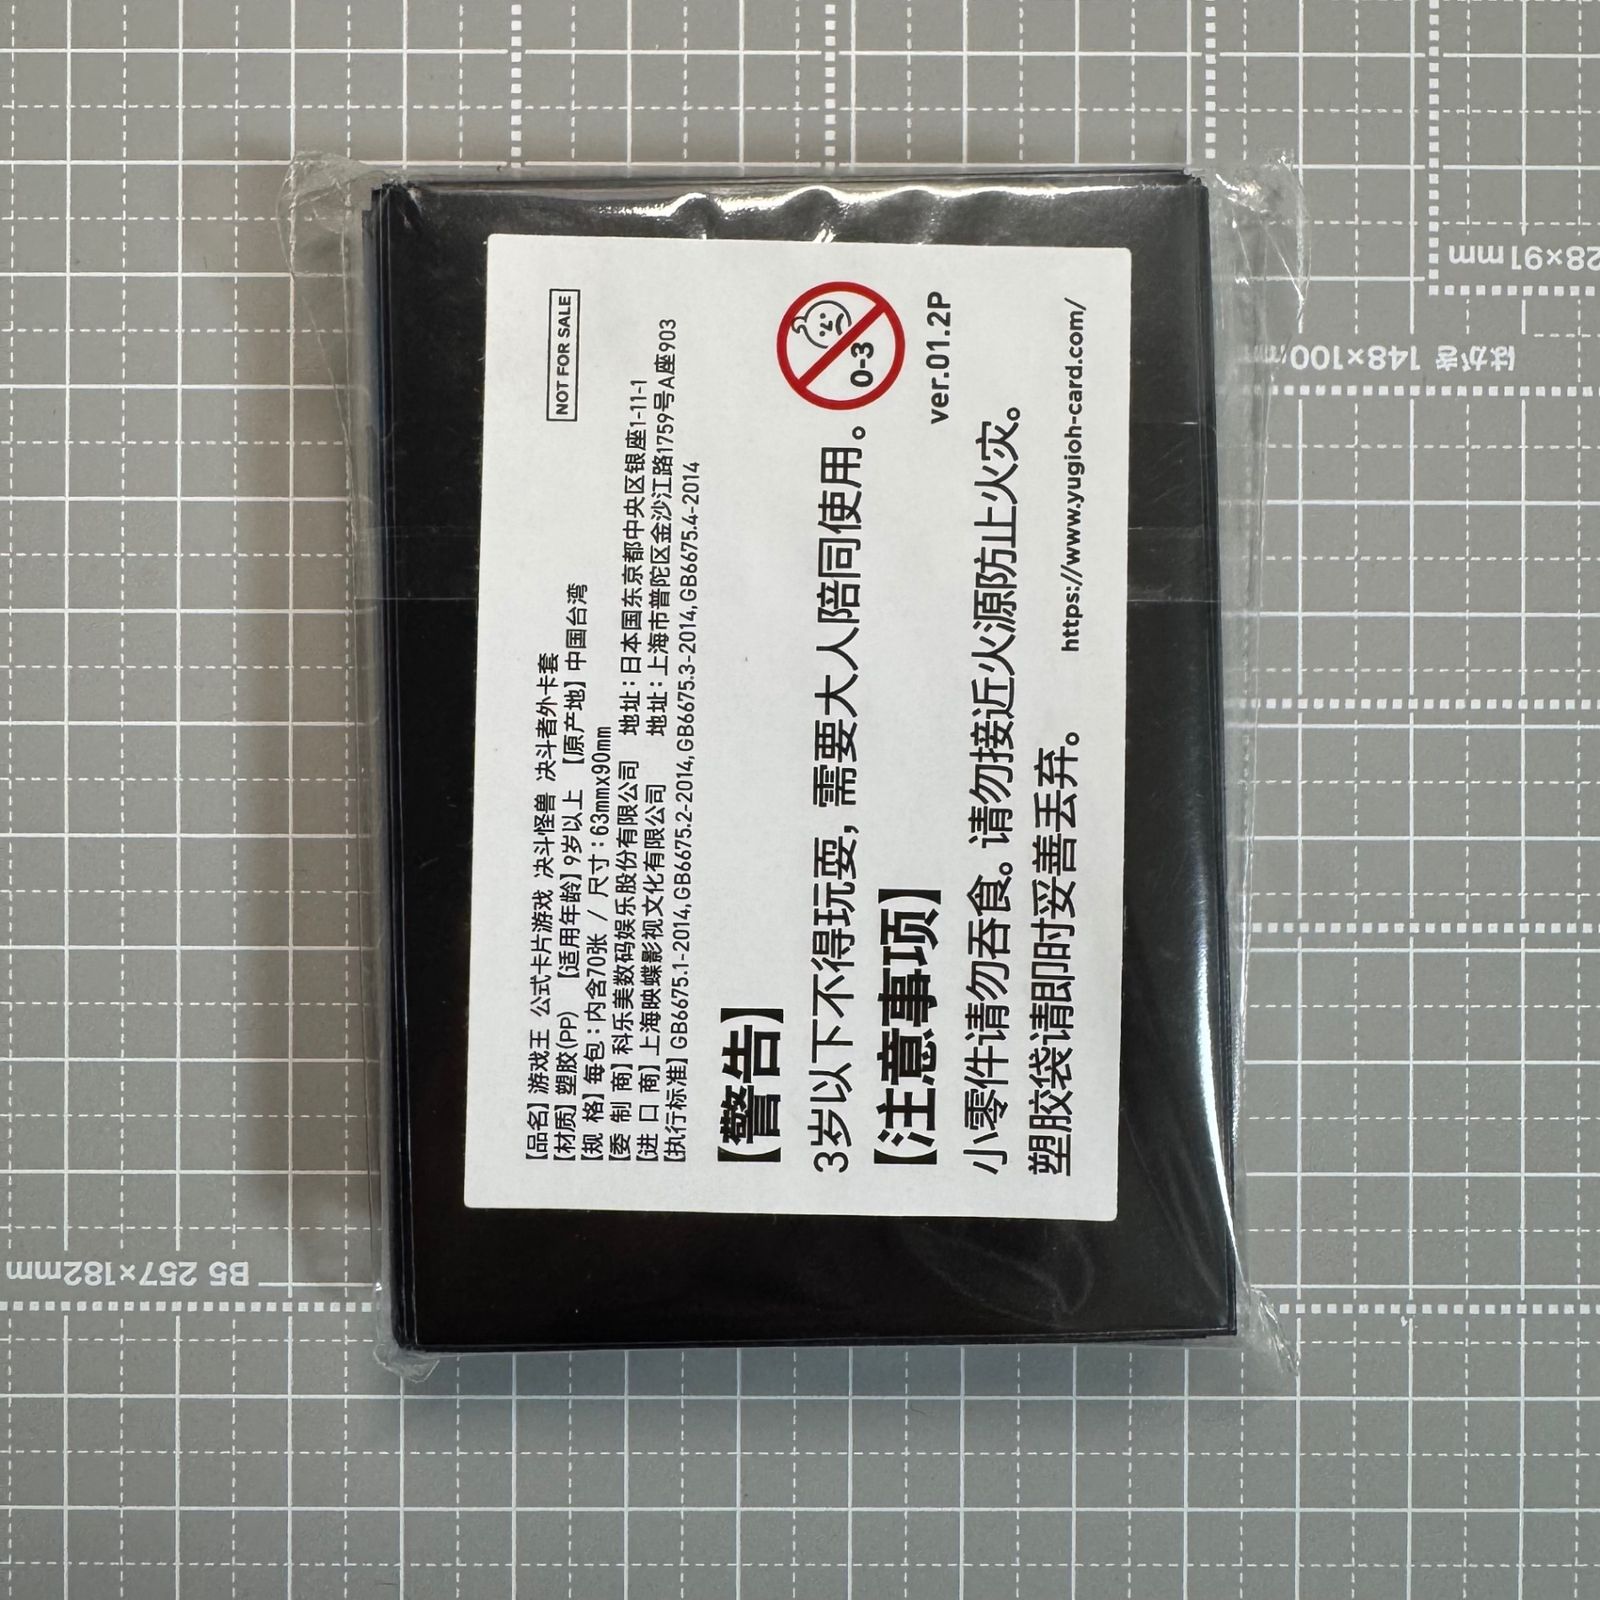 NOT FOR SALE
【品名】游戏王 公式卡片游戏 决斗怪兽 决斗者外卡套
【材质】塑胶(PP) 【适用年龄】9岁以上 【原产地】中国台湾
【规 格】每包：内含70张 / 尺寸：63mmx90mm
【委 制 商】科乐美数码娱乐股份有限公司 地址：日本国东京都中央区银座1-11-1
【进 口 商】上海映蝶影视文化有限公司 地址：上海市普陀区金沙江路1759号A座903
【执行标准】GB6675.1-2014,GB6675.2-2014,GB6675.3-2014,GB6675.4-2014
【警告】
3岁以下不得玩耍，需要大人陪同使用。
0-3
【注意事项】
ver.01.2P
小零件请勿吞食。请勿接近火源防止火灾。
塑胶袋请即时妥善丢弃。
https://www.yugioh-card.com/
B5 257×182mm
はがき 148×100
28×91mm